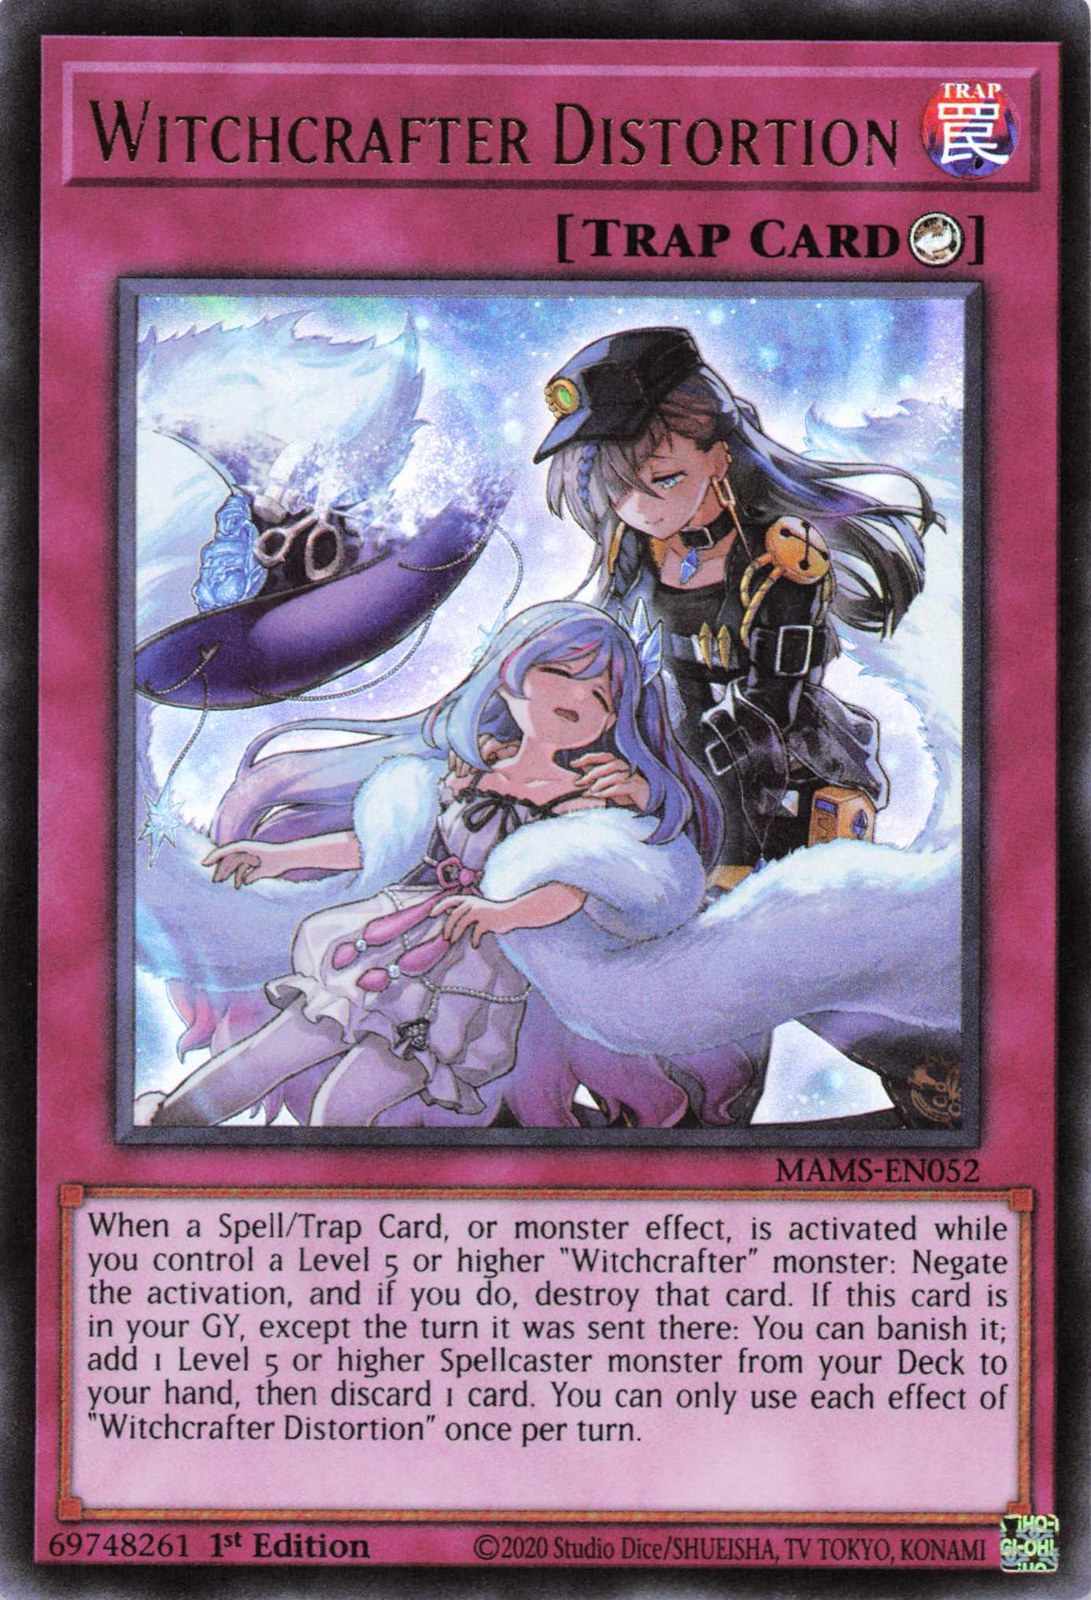 WITCHCRAFTER DISTORTION
TRAP
罠
[TRAP CARD]
MAMS-EN052
When a Spell/Trap Card, or monster effect, is activated while
you control a Level 5 or higher "Witchcrafter" monster: Negate
the activation, and if you do, destroy that card. If this card is
in your GY, except the turn it was sent there: You can banish it;
add 1 Level 5 or higher Spellcaster monster from your Deck to
your hand, then discard 1 card. You can only use each effect of
"Witchcrafter Distortion" once per turn.
69748261 1st Edition ©2020 Studio Dice/SHUEISHA, TV TOKYO, KONAMI